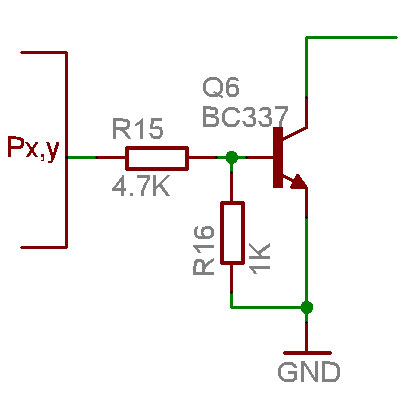 Q6
BC337
R15
Px,y
4.7K
R16
1K
GND